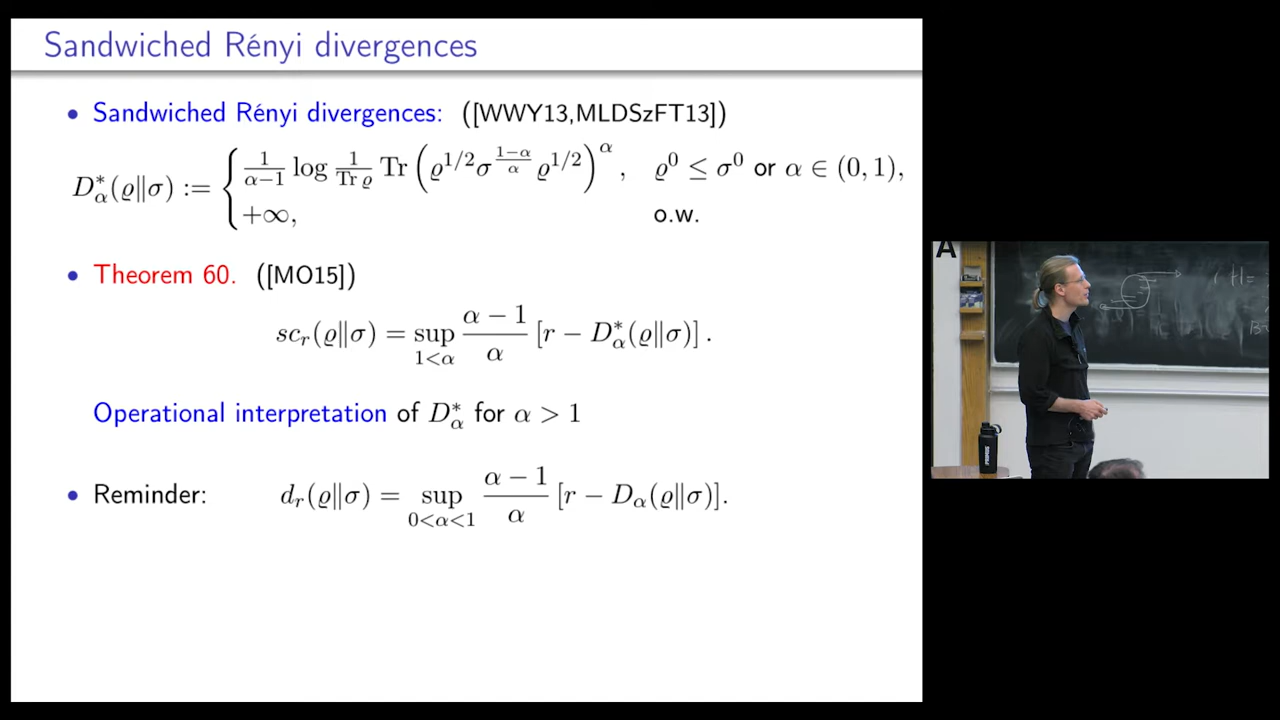 Sandwiched Rényi divergences
• Sandwiched Rényi divergences: ([WWY13,MLDSzFT13])
D*_α(ϱ‖σ) := { 1/(α−1) log 1/(Tr ϱ) Tr (ϱ^{1/2} σ^{(1−α)/α} ϱ^{1/2})^α, ϱ^0 ≤ σ^0 or α ∈ (0, 1),
+∞, o.w.
• Theorem 60. ([MO15])
sc_r(ϱ‖σ) = sup_{1<α} (α − 1)/α [r − D*_α(ϱ‖σ)].
Operational interpretation of D*_α for α > 1
• Reminder: d_r(ϱ‖σ) = sup_{0<α<1} (α − 1)/α [r − D_α(ϱ‖σ)].
A